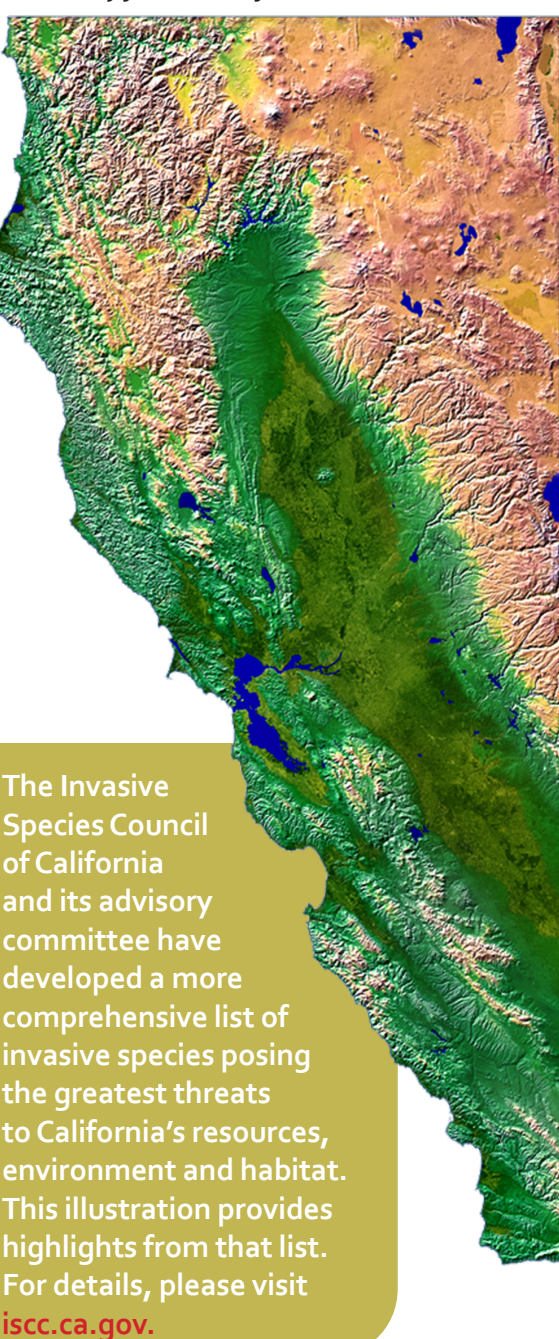 The Invasive
Species Council
of California
and its advisory
committee have
developed a more
comprehensive list of
invasive species posing
the greatest threats
to California's resources,
environment and habitat.
This illustration provides
highlights from that list.
For details, please visit
iscc.ca.gov.